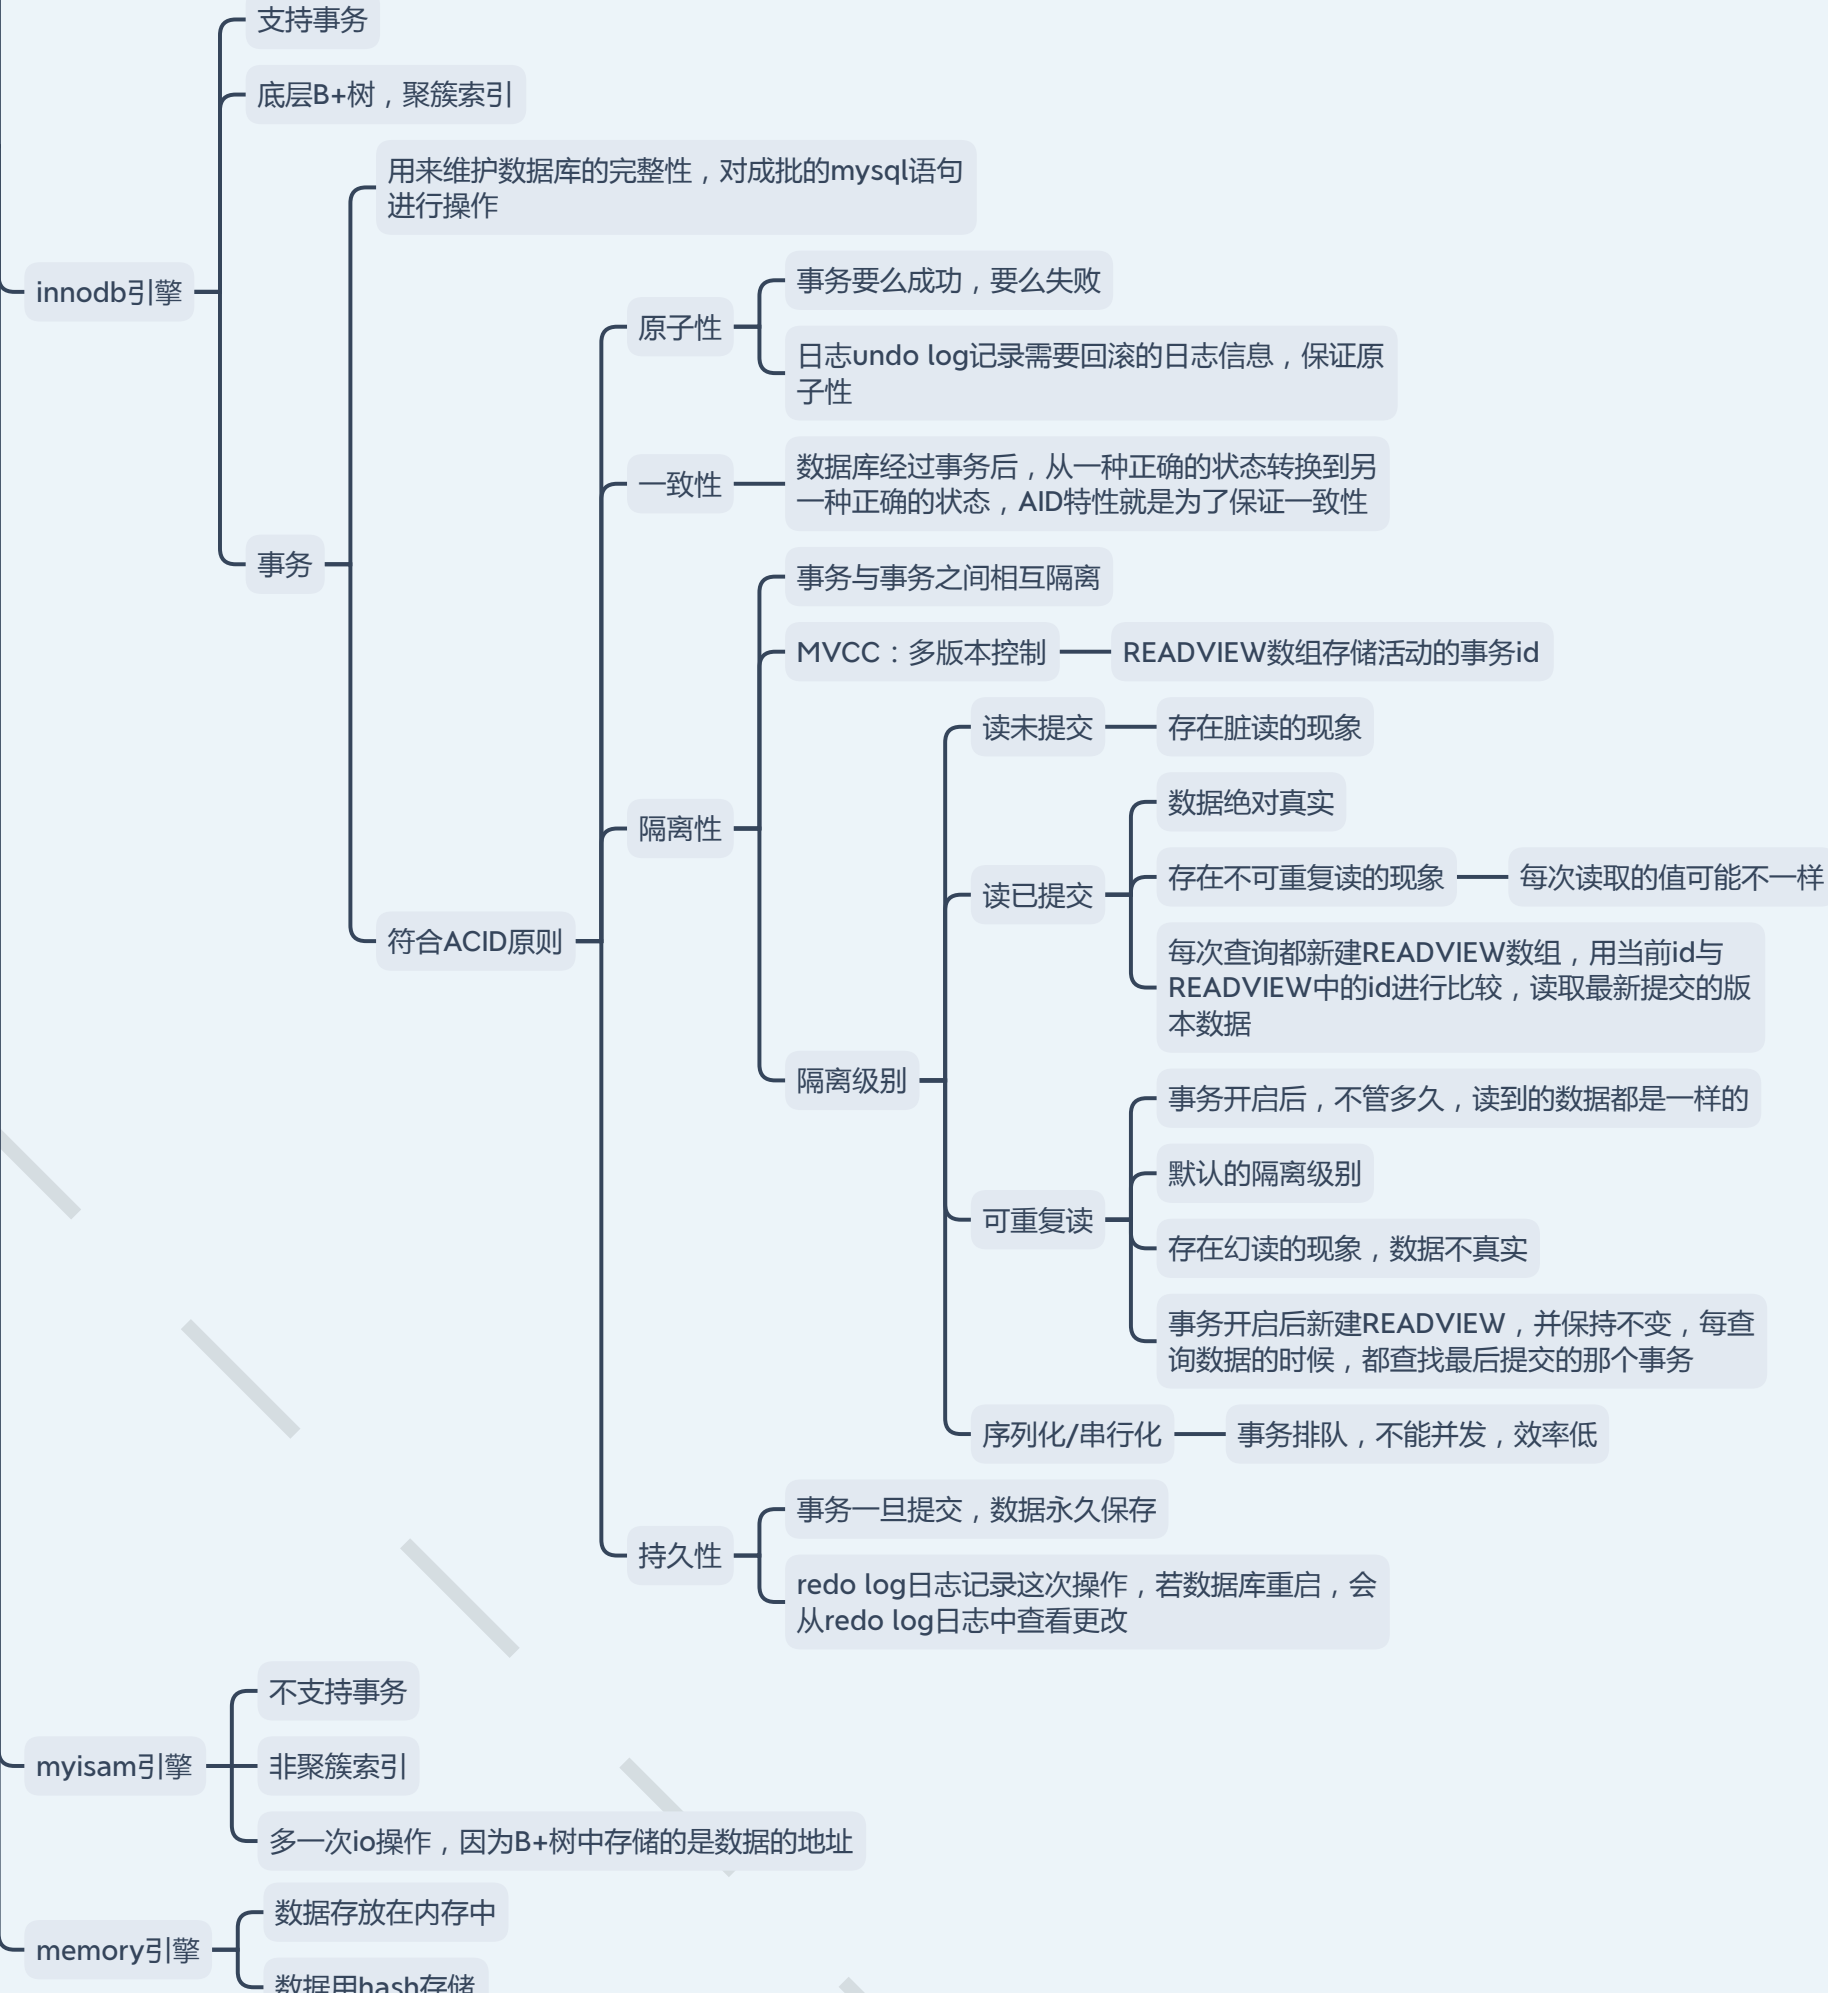 支持事务
底层B+树，聚簇索引
用来维护数据库的完整性，对成批的mysql语句
进行操作
innodb引擎
事务要么成功，要么失败
原子性
日志undo log记录需要回滚的日志信息，保证原
子性
数据库经过事务后，从一种正确的状态转换到另
一致性
一种正确的状态，AID特性就是为了保证一致性
事务
事务与事务之间相互隔离
MVCC：多版本控制
READVIEW数组存储活动的事务id
读未提交
存在脏读的现象
数据绝对真实
隔离性
存在不可重复读的现象
每次读取的值可能不一样
读已提交
符合ACID原则
每次查询都新建READVIEW数组，用当前id与
READVIEW中的id进行比较，读取最新提交的版
本数据
隔离级别
事务开启后，不管多久，读到的数据都是一样的
默认的隔离级别
可重复读
存在幻读的现象，数据不真实
事务开启后新建READVIEW，并保持不变，每查
询数据的时候，都查找最后提交的那个事务
序列化/串行化
事务排队，不能并发，效率低
事务一旦提交，数据永久保存
持久性
redo log日志记录这次操作，若数据库重启，会
从redo log日志中查看更改
不支持事务
myisam引擎
非聚簇索引
多一次io操作，因为B+树中存储的是数据的地址
数据存放在内存中
memory引擎
数据用hash存储